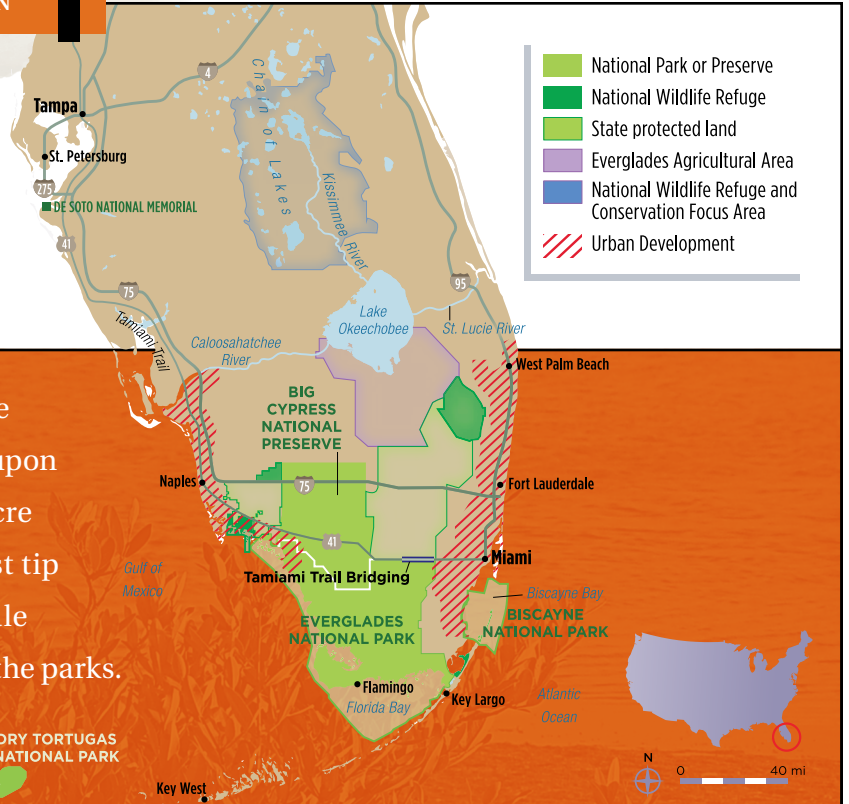 N
National Park or Preserve
National Wildlife Refuge
State protected land
Everglades Agricultural Area
National Wildlife Refuge and
Conservation Focus Area
Urban Development
Tampa
St. Petersburg
275
DE SOTO NATIONAL MEMORIAL
41
4
75
95
Chain of Lakes
Kissimmee River
Tamiami Trail
Caloosahatchee
River
Lake
Okeechobee
St. Lucie River
West Palm Beach
BIG
CYPRESS
NATIONAL
PRESERVE
Naples
75
Fort Lauderdale
41
Miami
Tamiami Trail Bridging
Gulf of
Mexico
Biscayne Bay
EVERGLADES
NATIONAL PARK
BISCAYNE
NATIONAL PARK
Flamingo
Florida Bay
Key Largo
Atlantic
Ocean
Key West
e
upon
cre
st tip
le
the parks.
DRY TORTUGAS
NATIONAL PARK
N
0 40 mi